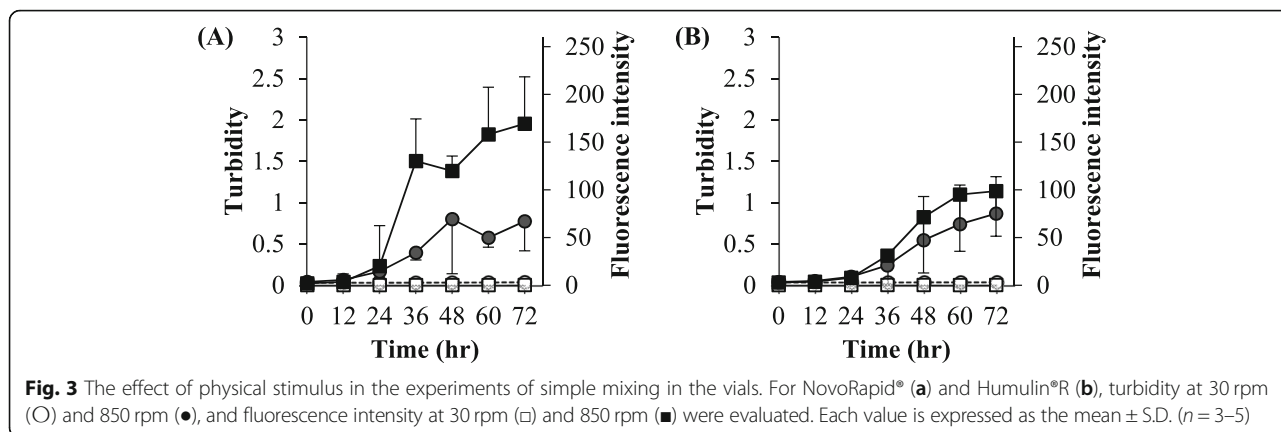 (A)
3
2.5
2
1.5
1
0.5
0
Turbidity
250
200
150
100
50
0
Fluorescence intensity
0 12 24 36 48 60 72
Time (hr)
(B)
3
2.5
2
1.5
1
0.5
0
Turbidity
250
200
150
100
50
0
Fluorescence intensity
0 12 24 36 48 60 72
Time (hr)
Fig. 3 The effect of physical stimulus in the experiments of simple mixing in the vials. For NovoRapid® (a) and Humulin®R (b), turbidity at 30 rpm
(○) and 850 rpm (●), and fluorescence intensity at 30 rpm (□) and 850 rpm (■) were evaluated. Each value is expressed as the mean ± S.D. (n = 3–5)